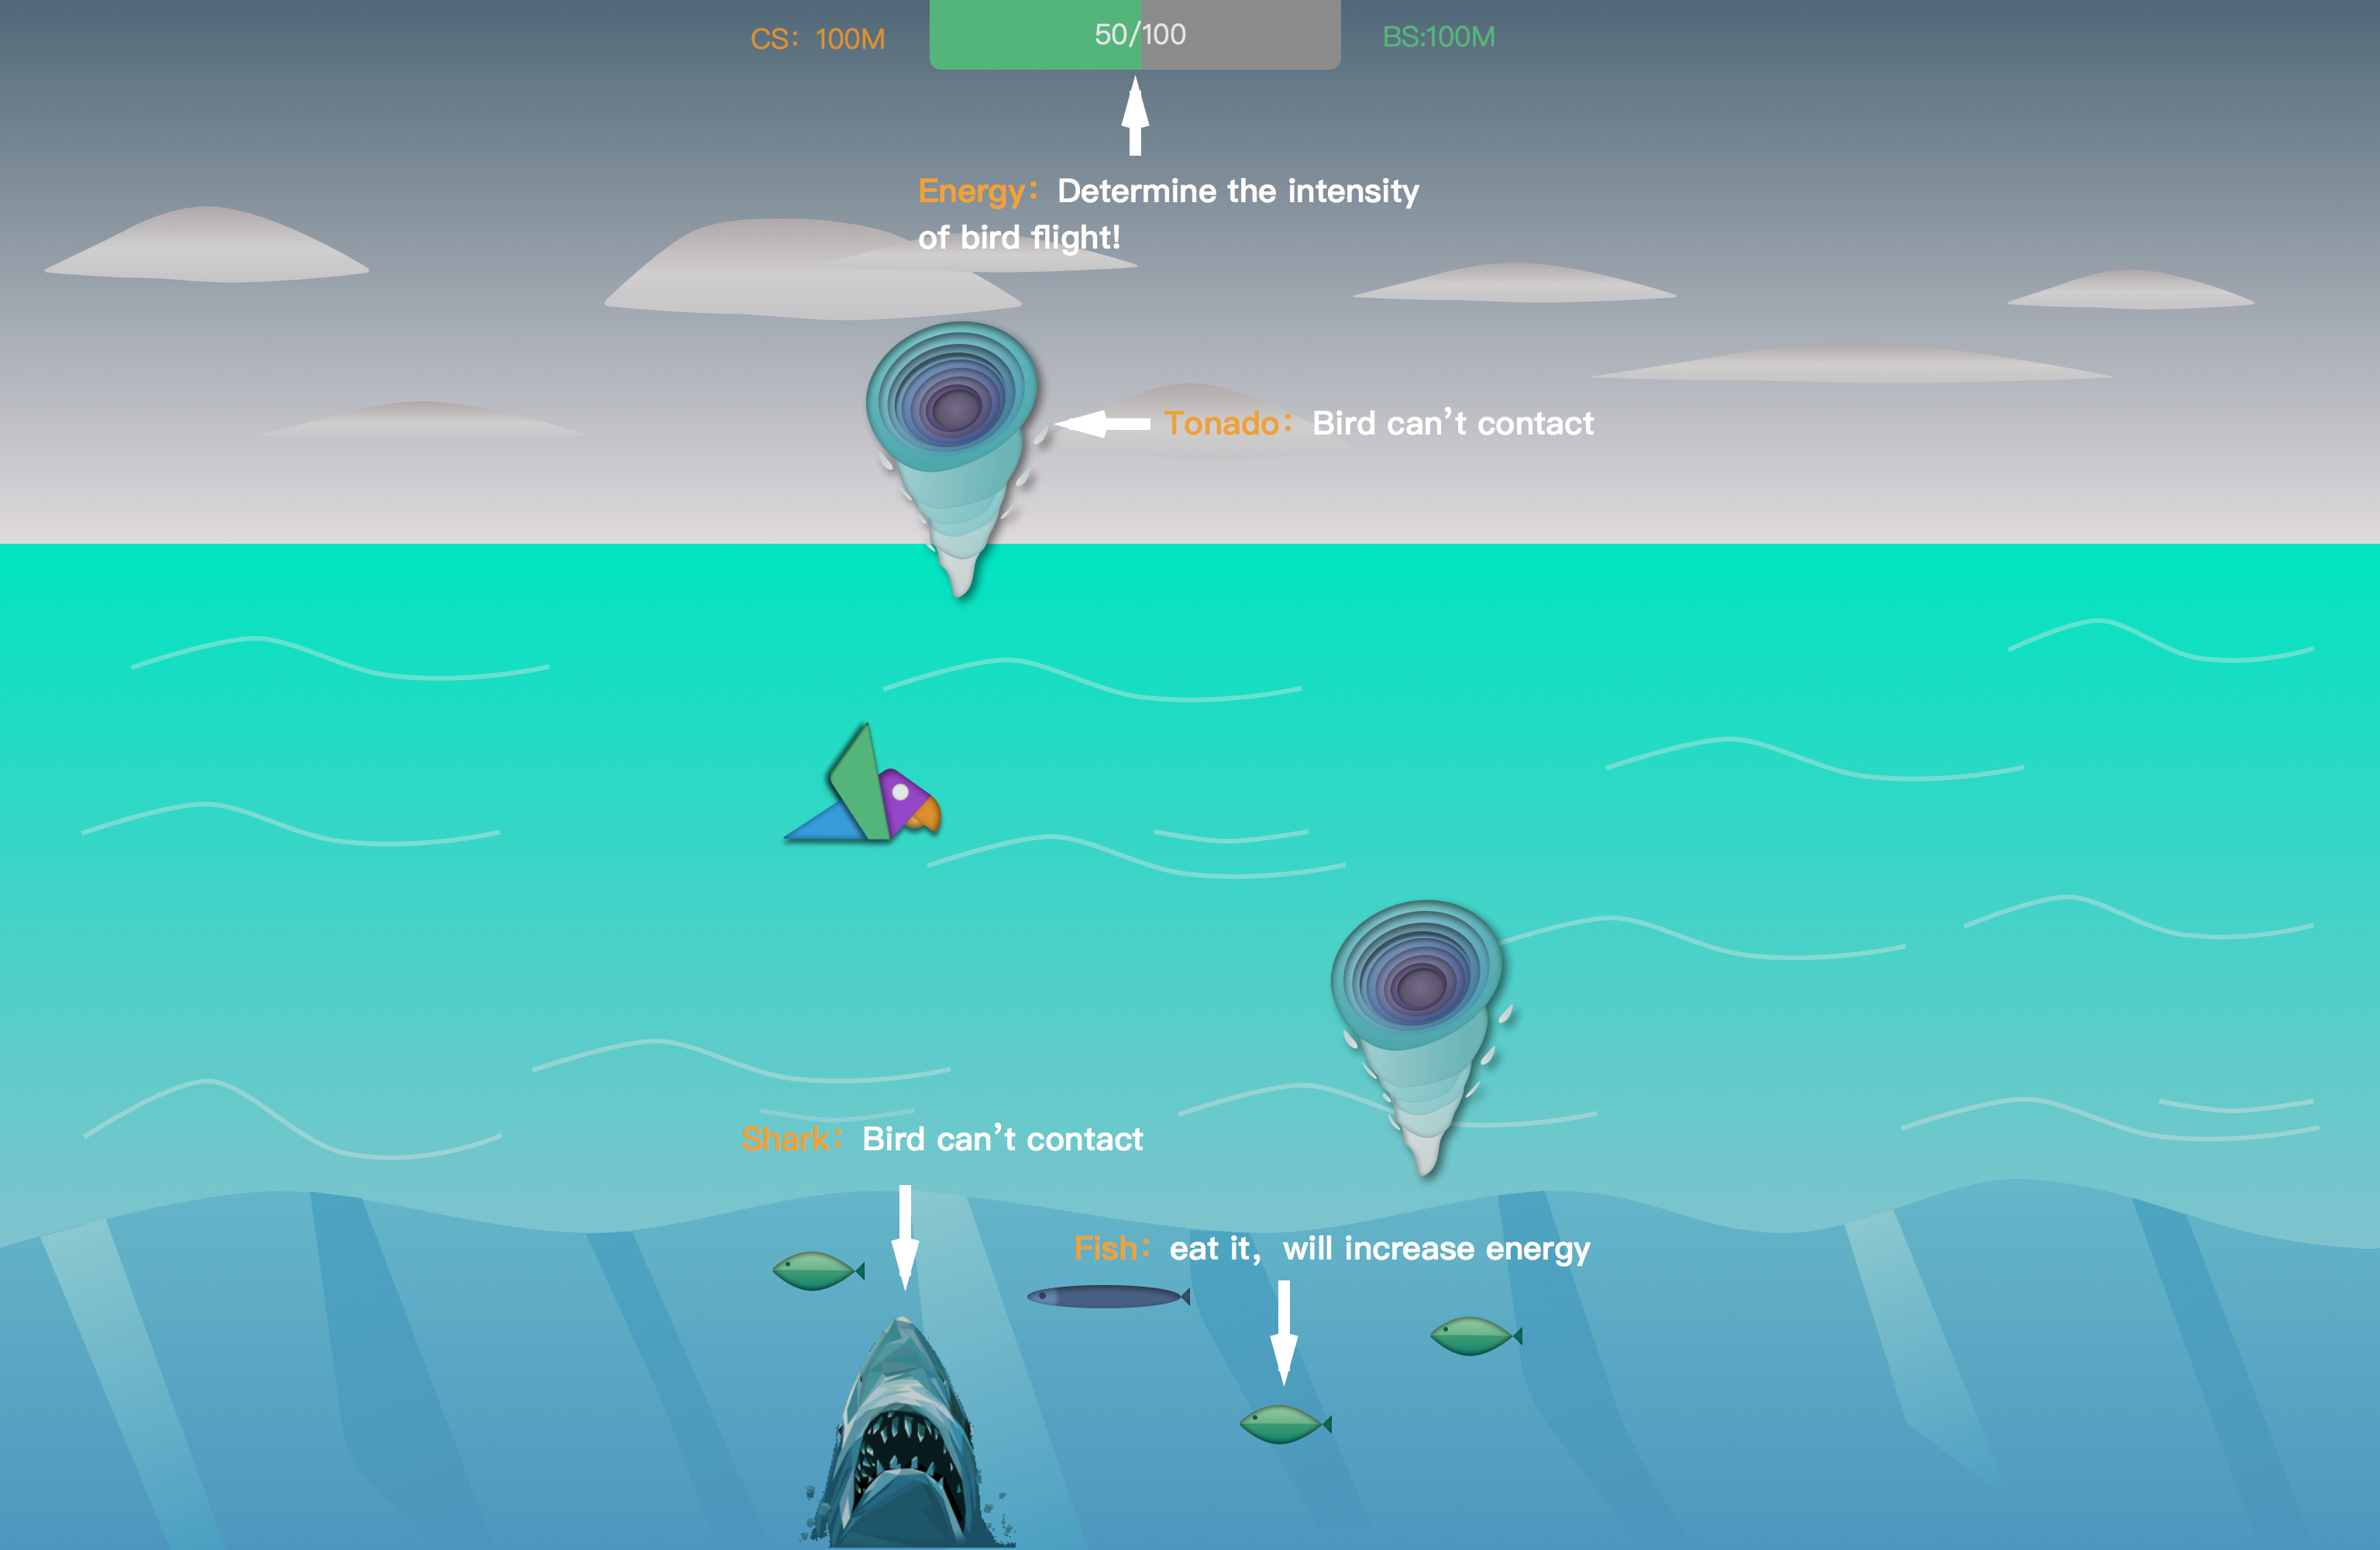 CS：100M
50/100
BS:100M
Energy：Determine the intensity
of bird flight!
Tonado：Bird can't contact
Shark：Bird can't contact
Fish：eat it，will increase energy